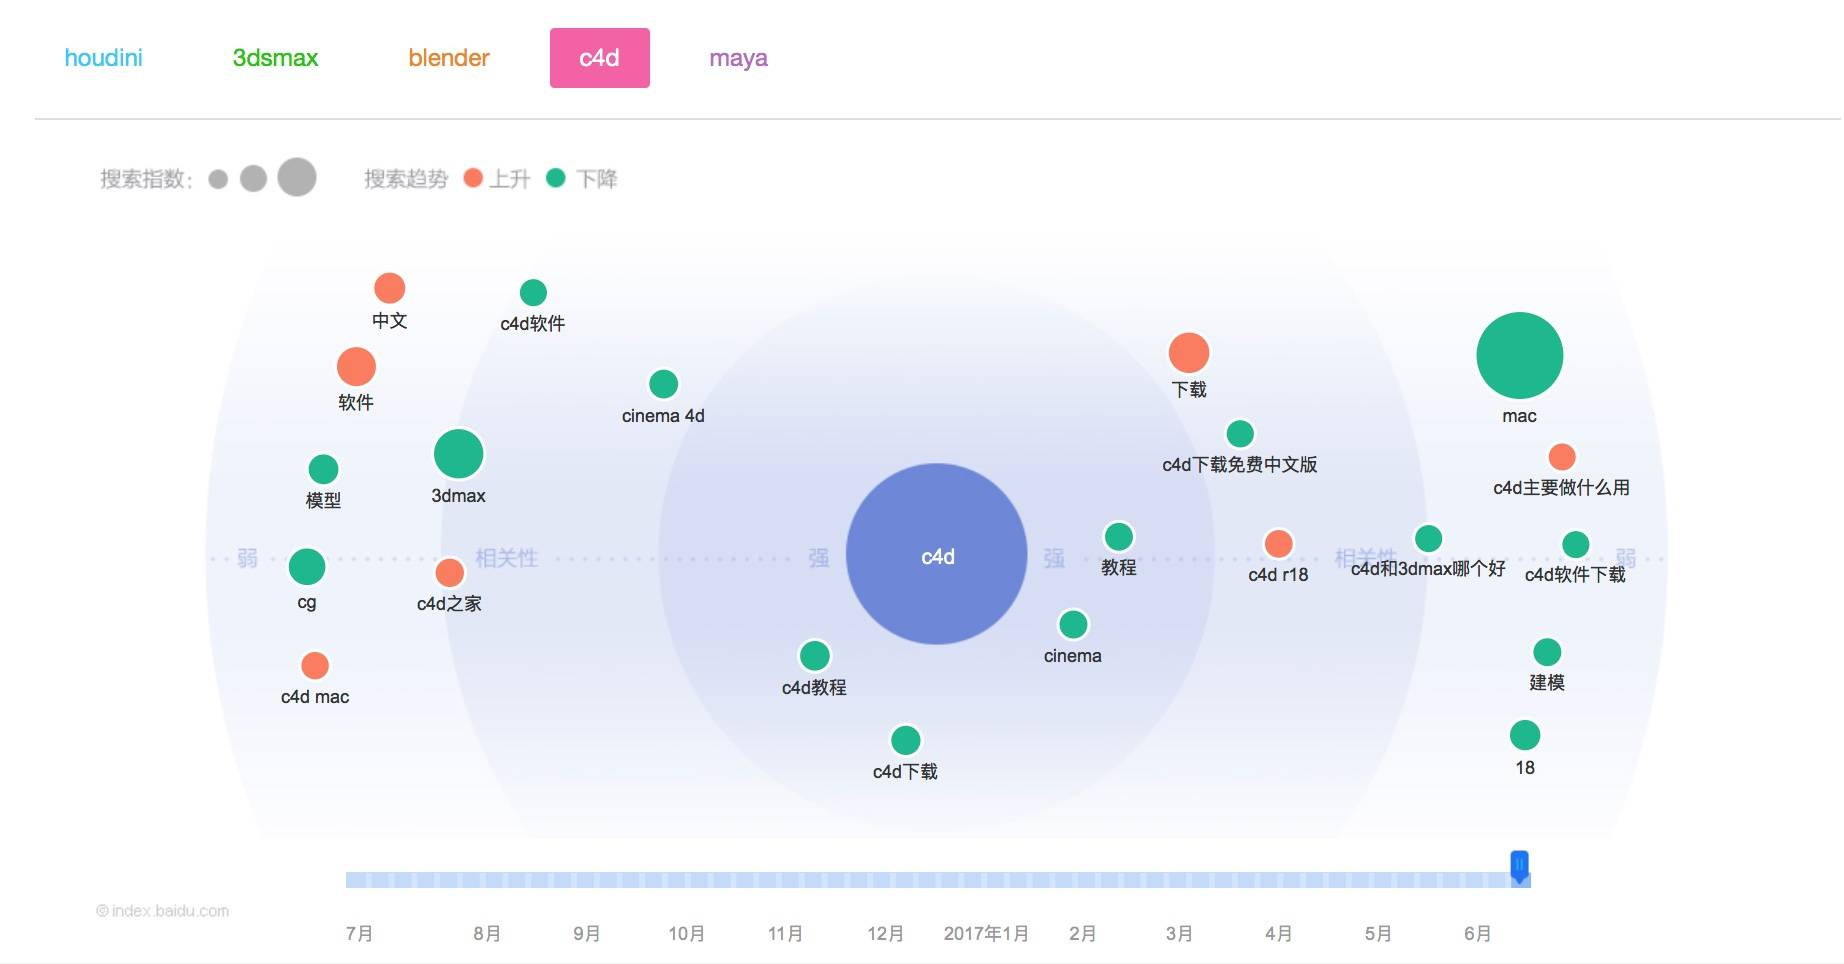 houdini 3dsmax blender c4d maya
搜索指数: 搜索趋势 上升 下降
中文
c4d软件
软件
下载
mac
cinema 4d
c4d下载免费中文版
模型
3dmax
c4d主要做什么用
弱 相关性 强 c4d 强 相关性 弱
教程
c4d r18
c4d和3dmax哪个好
c4d软件下载
cg
c4d之家
cinema
c4d mac
c4d教程
建模
c4d下载
18
©index.baidu.com
7月 8月 9月 10月 11月 12月 2017年1月 2月 3月 4月 5月 6月